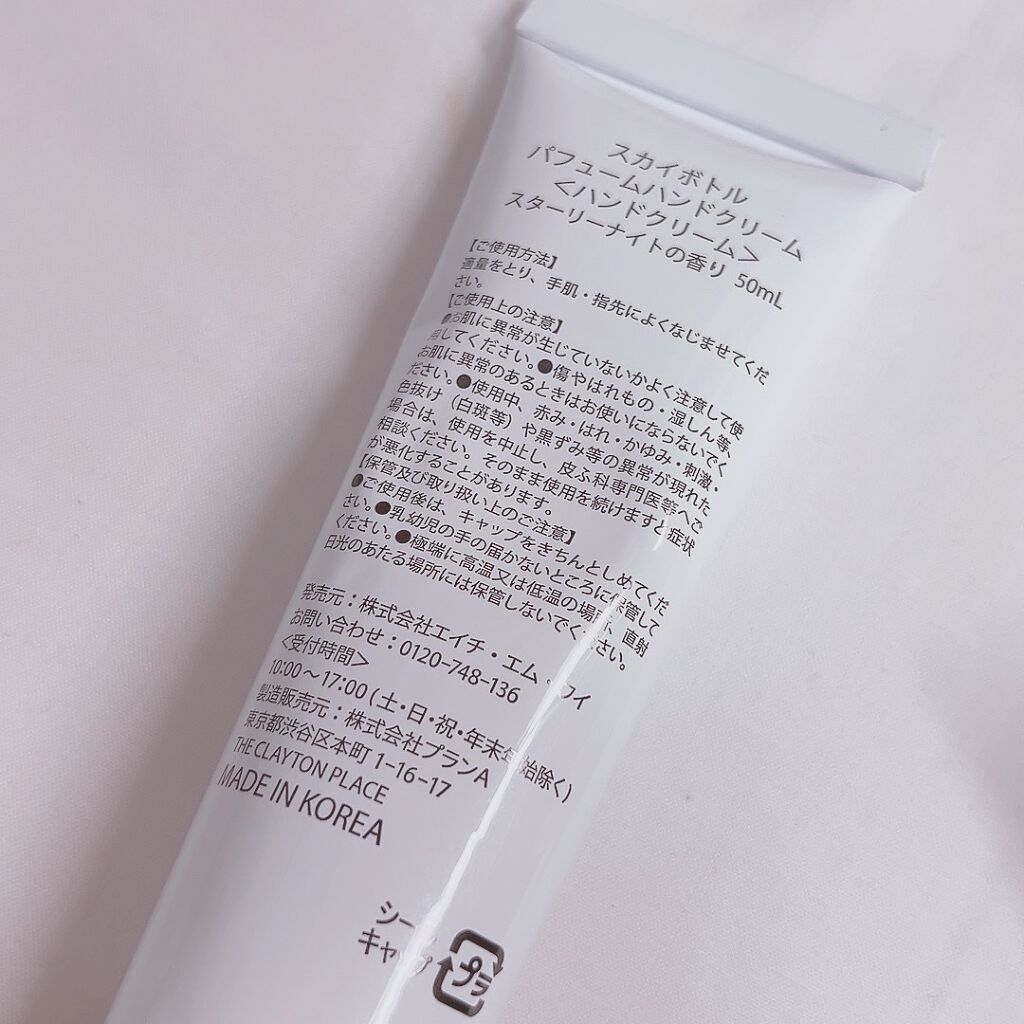 スカイボトル
パフュームハンドクリーム
＜ハンドクリーム＞
スターリーナイトの香り 50mL
【ご使用方法】
適量をとり、手肌・指先によくなじませてくだ
さい。
【ご使用上の注意】
●お肌に異常が生じていないかよく注意して使
用してください。●傷やはれもの・湿しん等、
お肌に異常のあるときはお使いにならないでく
ださい。●使用中、赤み・はれ・かゆみ・刺激・
色抜け（白斑等）や黒ずみ等の異常が現れた
場合は、使用を中止し、皮ふ科専門医等へご
相談ください。そのまま使用を続けますと症状
が悪化することがあります。
【保管及び取り扱い上のご注意】
●ご使用後は、キャップをきちんとしめてくだ
さい。●乳幼児の手の届かないところに保管して
ください。●極端に高温又は低温の場所、直射
日光のあたる場所には保管しないでください。
発売元：株式会社エイチ・エム・ワイ
お問い合わせ：0120-748-136
＜受付時間＞
10:00～17:00（土・日・祝・年末年始除く）
製造販売元：株式会社プランA
東京都渋谷区本町 1-16-17
THE CLAYTON PLACE
MADE IN KOREA
シール
キャップ
プラ